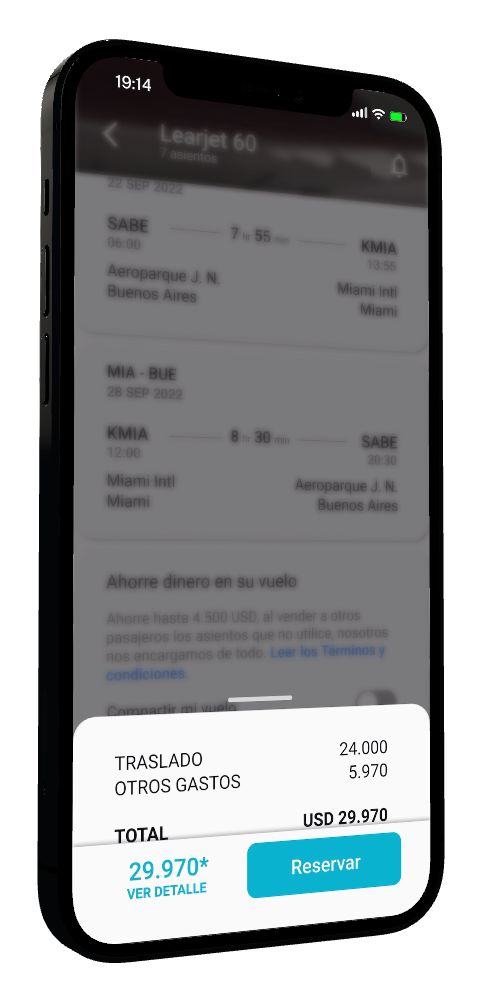 19:14
Learjet 60
7 asientos
22 SEP 2022
SABE 7 hr 55 min KMIA
06:00 13:55
Aeroparque J. N. Miami Intl
Buenos Aires Miami
MIA - BUE
28 SEP 2022
KMIA 8 hr 30 min SABE
12:00 20:30
Miami Intl Aeroparque J. N.
Miami Buenos Aires
Ahorre dinero en su vuelo
Ahorre hasta 4.500 USD, al vender a otros
pasajeros los asientos que no utilice, nosotros
nos encargamos de todo. Leer los Términos y
condiciones.
Compartir mi vuelo
TRASLADO 24.000
OTROS GASTOS 5.970
TOTAL USD 29.970
29.970*
VER DETALLE
Reservar